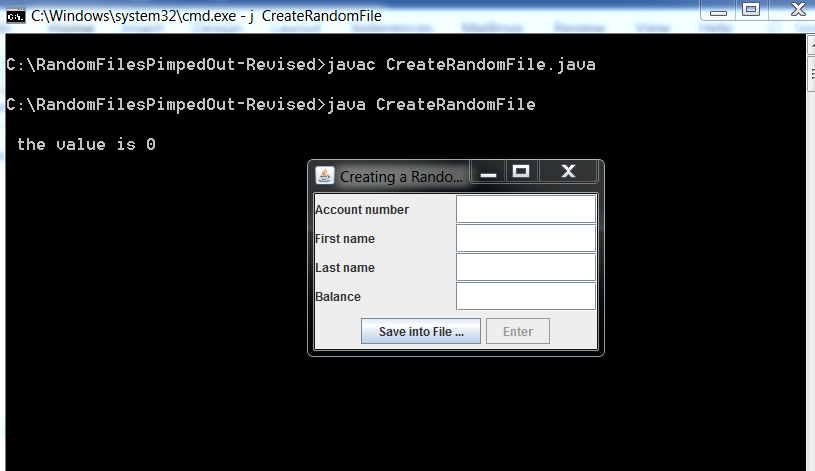 C:\Windows\system32\cmd.exe - j CreateRandomFile
C:\RandomFilesPimpedOut-Revised>javac CreateRandomFile.java
C:\RandomFilesPimpedOut-Revised>java CreateRandomFile
the value is 0
Creating a Rando...
Account number
First name
Last name
Balance
Save into File ...
Enter